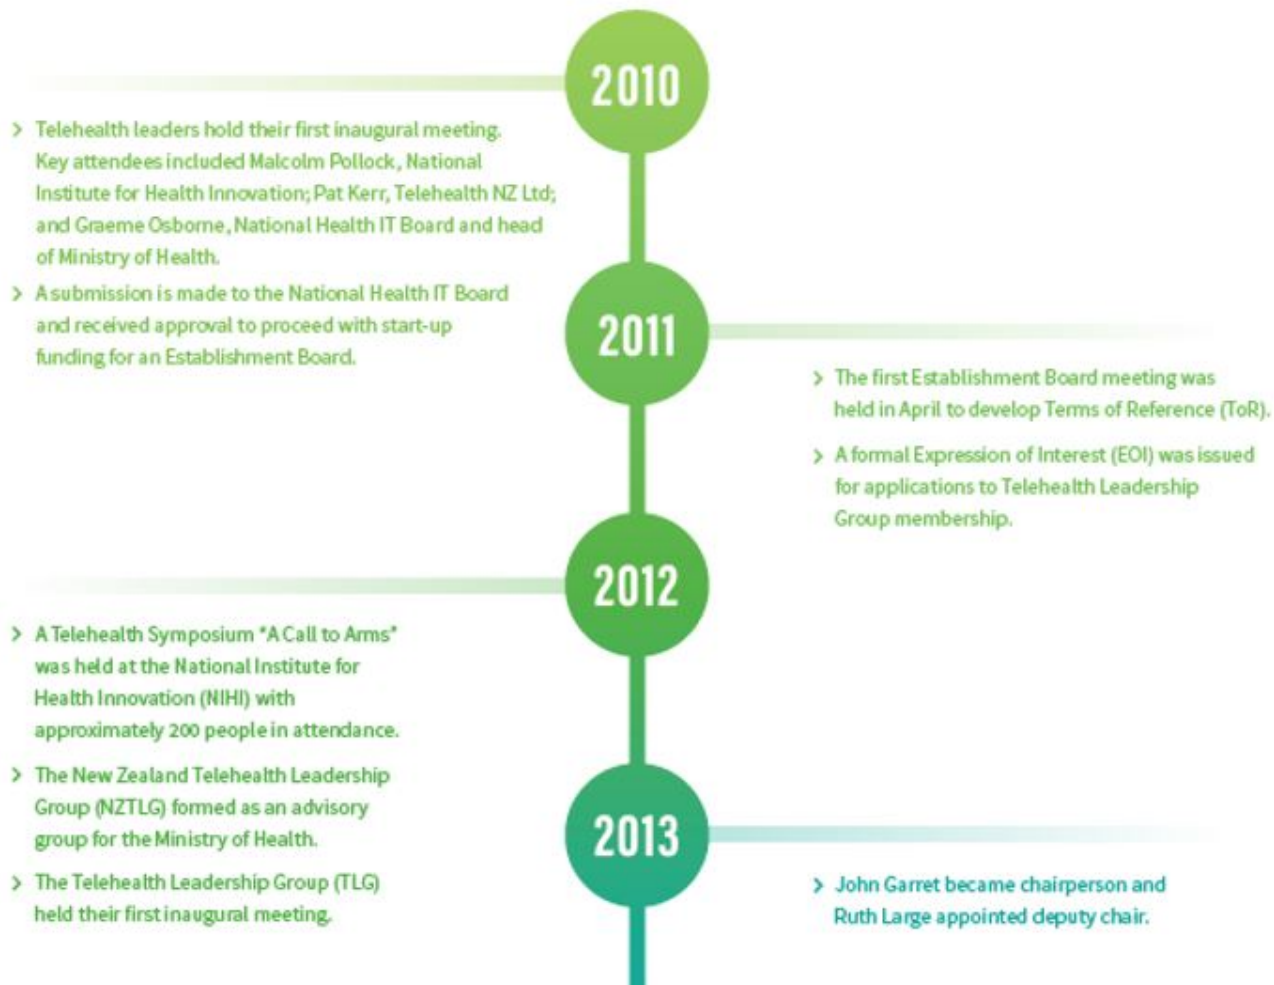 2010
> Telehealth leaders hold their first inaugural meeting.
Key attendees included Malcolm Pollock, National
Institute for Health Innovation; Pat Kerr, Telehealth NZ Ltd;
and Graeme Osborne, National Health IT Board and head
of Ministry of Health.
> A submission is made to the National Health IT Board
and received approval to proceed with start-up
funding for an Establishment Board.
2011
> The first Establishment Board meeting was
held in April to develop Terms of Reference (ToR).
> A formal Expression of Interest (EOI) was issued
for applications to Telehealth Leadership
Group membership.
2012
> A Telehealth Symposium “A Call to Arms”
was held at the National Institute for
Health Innovation (NIHI) with
approximately 200 people in attendance.
> The New Zealand Telehealth Leadership
Group (NZTLG) formed as an advisory
group for the Ministry of Health.
> The Telehealth Leadership Group (TLG)
held their first inaugural meeting.
2013
> John Garret became chairperson and
Ruth Large appointed deputy chair.